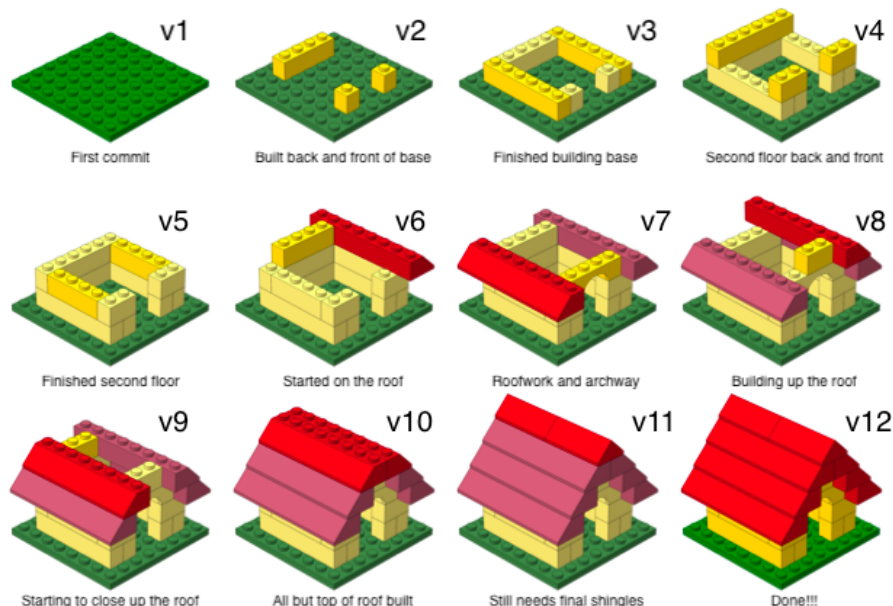 v1
First commit
v2
Built back and front of base
v3
Finished building base
v4
Second floor back and front
v5
Finished second floor
v6
Started on the roof
v7
Roofwork and archway
v8
Building up the roof
v9
Starting to close up the roof
v10
All but top of roof built
v11
Still needs final shingles
v12
Done!!!